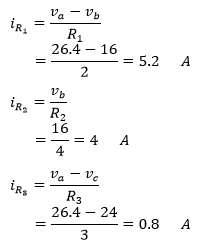 i_{R_1} = \frac{v_a - v_b}{R_1}
= \frac{26.4 - 16}{2} = 5.2 A
i_{R_2} = \frac{v_b}{R_2}
= \frac{16}{4} = 4 A
i_{R_3} = \frac{v_a - v_c}{R_3}
= \frac{26.4 - 24}{3} = 0.8 A